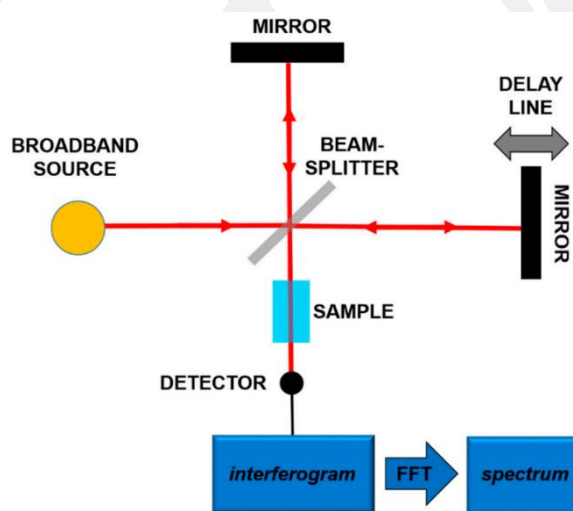 MIRROR
DELAY
LINE
BROADBAND
SOURCE
BEAM-
SPLITTER
MIRROR
SAMPLE
DETECTOR
interferogram
FFT
spectrum